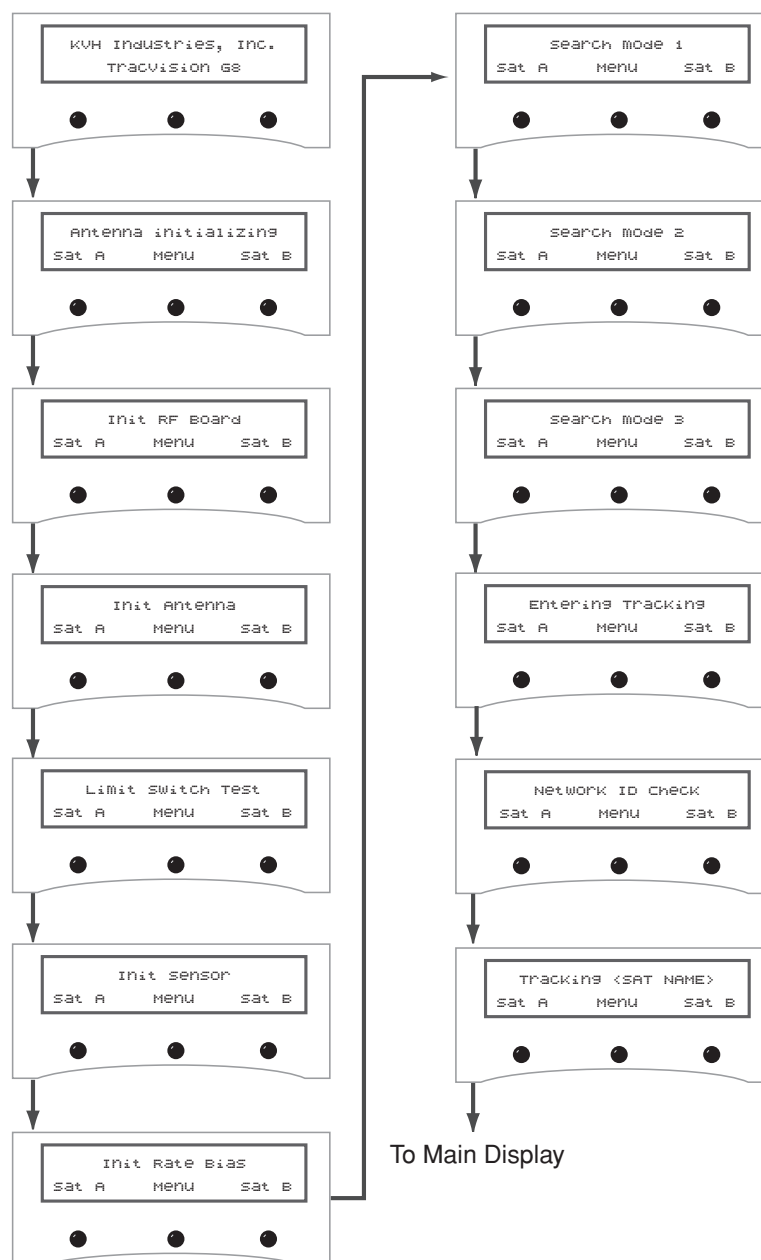 KVH Industries, Inc.
TracVision G8
Antenna initializing
Sat A Menu Sat B
Init RF Board
Sat A Menu Sat B
Init Antenna
Sat A Menu Sat B
Limit Switch Test
Sat A Menu Sat B
Init Sensor
Sat A Menu Sat B
Init Rate Bias
Sat A Menu Sat B
Search Mode 1
Sat A Menu Sat B
Search Mode 2
Sat A Menu Sat B
Search Mode 3
Sat A Menu Sat B
Entering Tracking
Sat A Menu Sat B
Network ID Check
Sat A Menu Sat B
Tracking <SAT NAME>
Sat A Menu Sat B
To Main Display